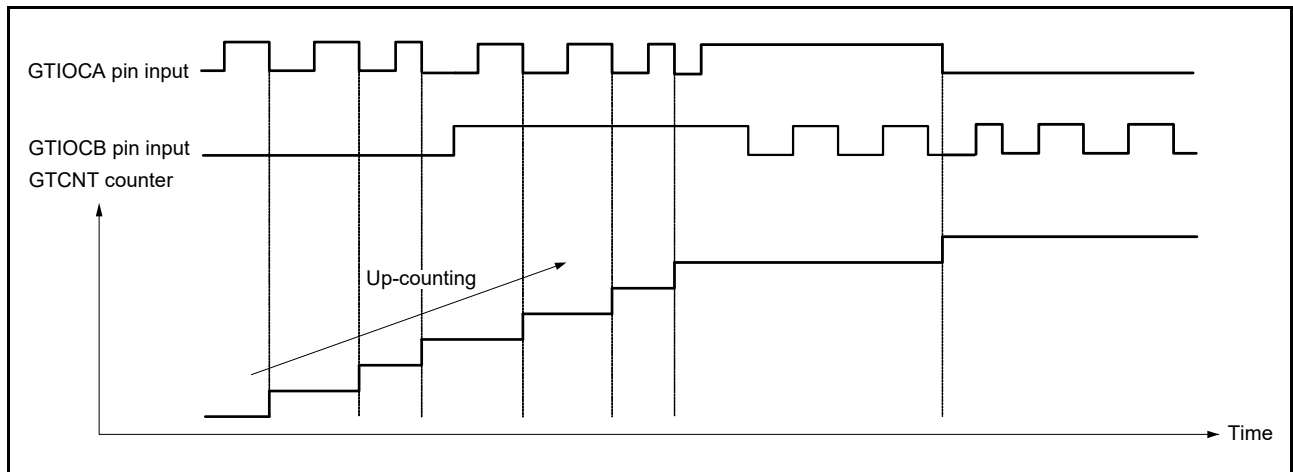 GTIOCA pin input
GTIOCB pin input
GTCNT counter
Up-counting
Time